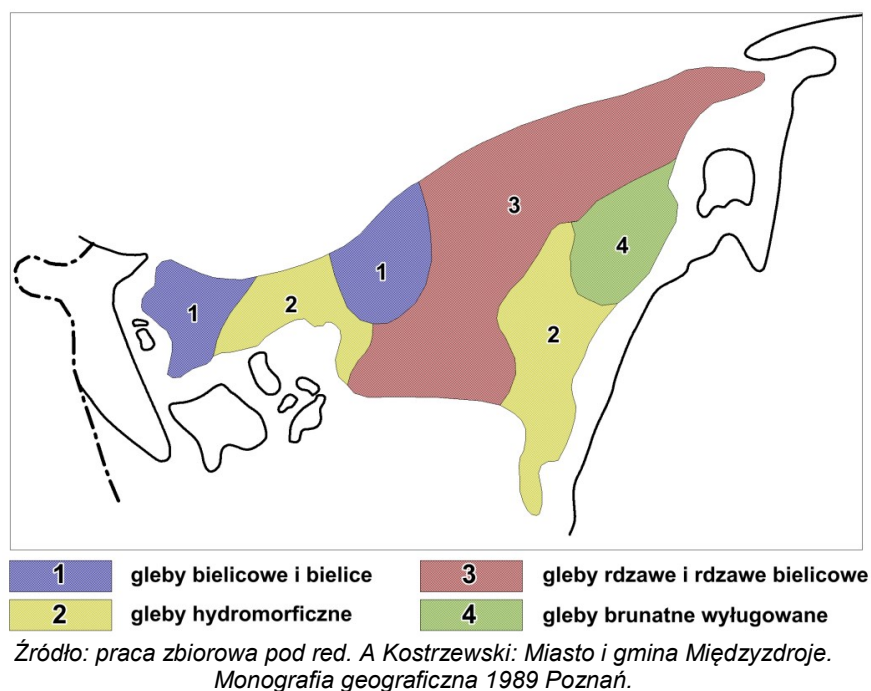 3
4
1
2
1
2
1 gleby bielicowe i bielice
3 gleby rdzawe i rdzawe bielicowe
2 gleby hydromorficzne
4 gleby brunatne wyługowane
Źródło: praca zbiorowa pod red. A Kostrzewski: Miasto i gmina Międzyzdroje.
Monografia geograficzna 1989 Poznań.